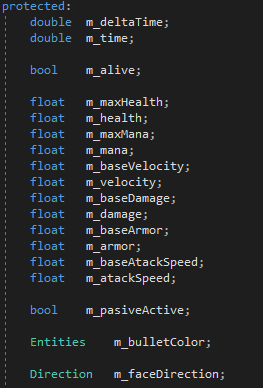 protected:
double m_deltaTime;
double m_time;
bool m_alive;
float m_maxHealth;
float m_health;
float m_maxMana;
float m_mana;
float m_baseVelocity;
float m_velocity;
float m_baseDamage;
float m_damage;
float m_baseArmor;
float m_armor;
float m_baseAtackSpeed;
float m_atackSpeed;
bool m_pasiveActive;
Entities m_bulletColor;
Direction m_faceDirection;